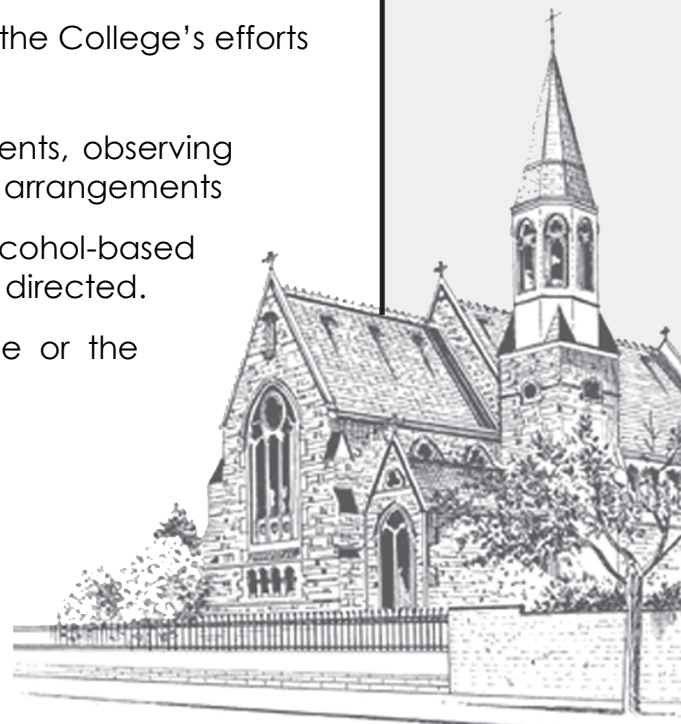 the College's efforts
ents, observing
arrangements
cohol-based
directed.
e or the